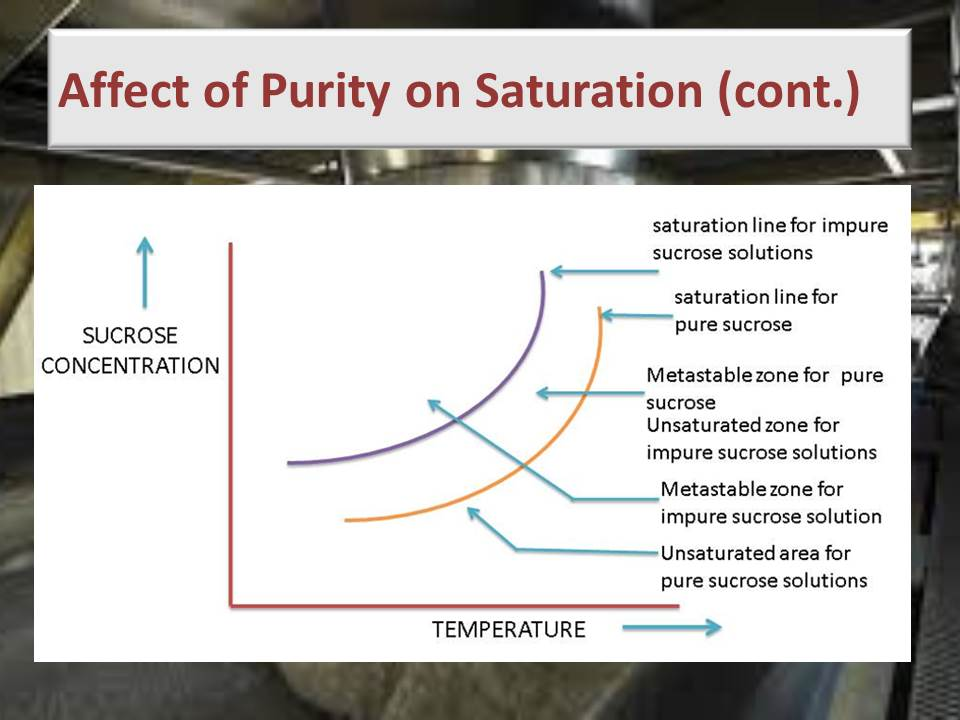 Affect of Purity on Saturation (cont.)
saturation line for impure
sucrose solutions
saturation line for
pure sucrose
SUCROSE
CONCENTRATION
Metastable zone for pure
sucrose
Unsaturated zone for
impure sucrose solutions
Metastable zone for
impure sucrose solution
Unsaturated area for
pure sucrose solutions
TEMPERATURE